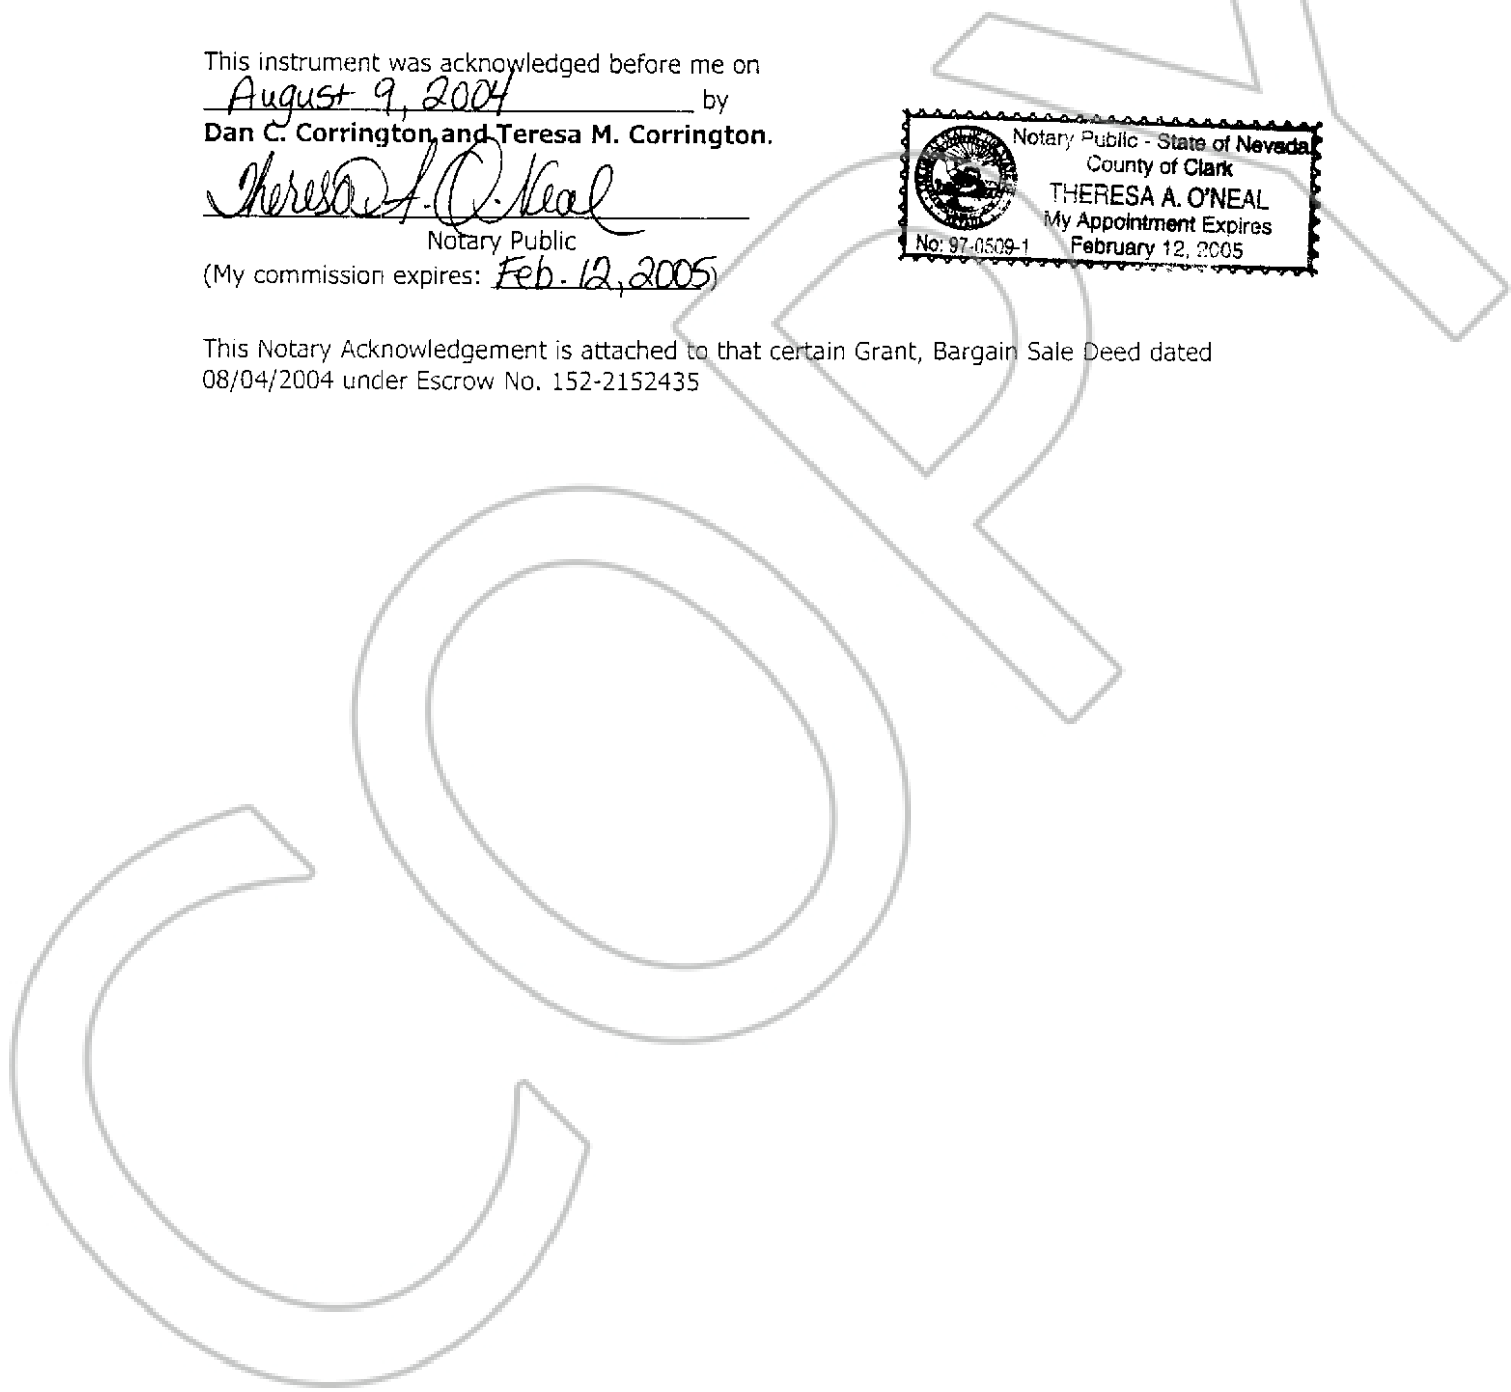 This instrument was acknowledged before me on
August 9, 2004 by
Dan C. Corrington and Teresa M. Corrington.
Theresa A. O'Neal
Notary Public
(My commission expires: Feb. 12, 2005)
Notary Public - State of Nevada
County of Clark
THERESA A. O'NEAL
My Appointment Expires
No: 97-0509-1 February 12, 2005
This Notary Acknowledgement is attached to that certain Grant, Bargain Sale Deed dated
08/04/2004 under Escrow No. 152-2152435
COPY